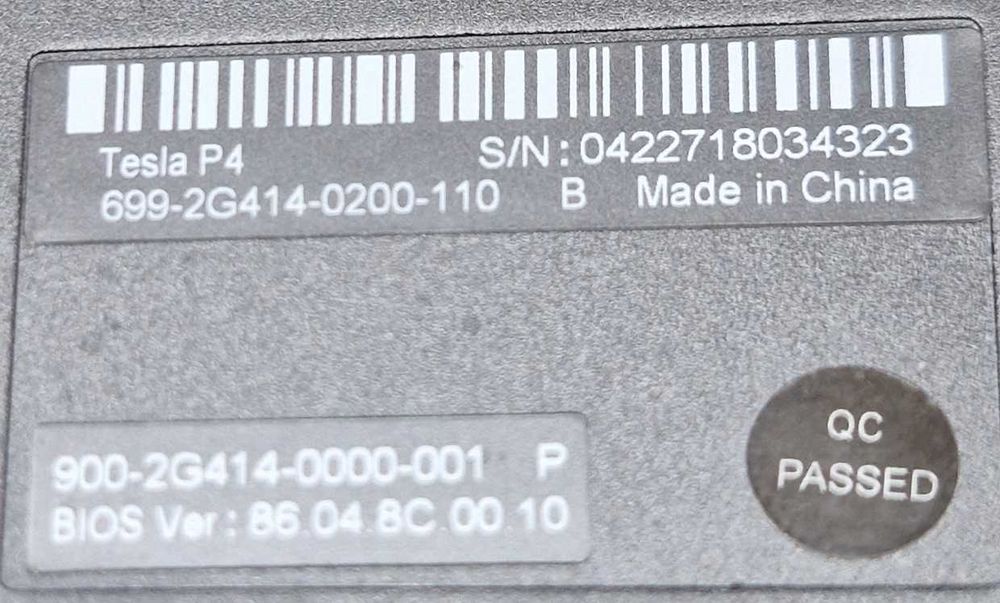 Tesla P4 S/N: 0422718034323
699-2G414-0200-110 B Made in China
900-2G414-0000-001 P
BIOS Ver: 86.04.8C.00.10
QC
PASSED